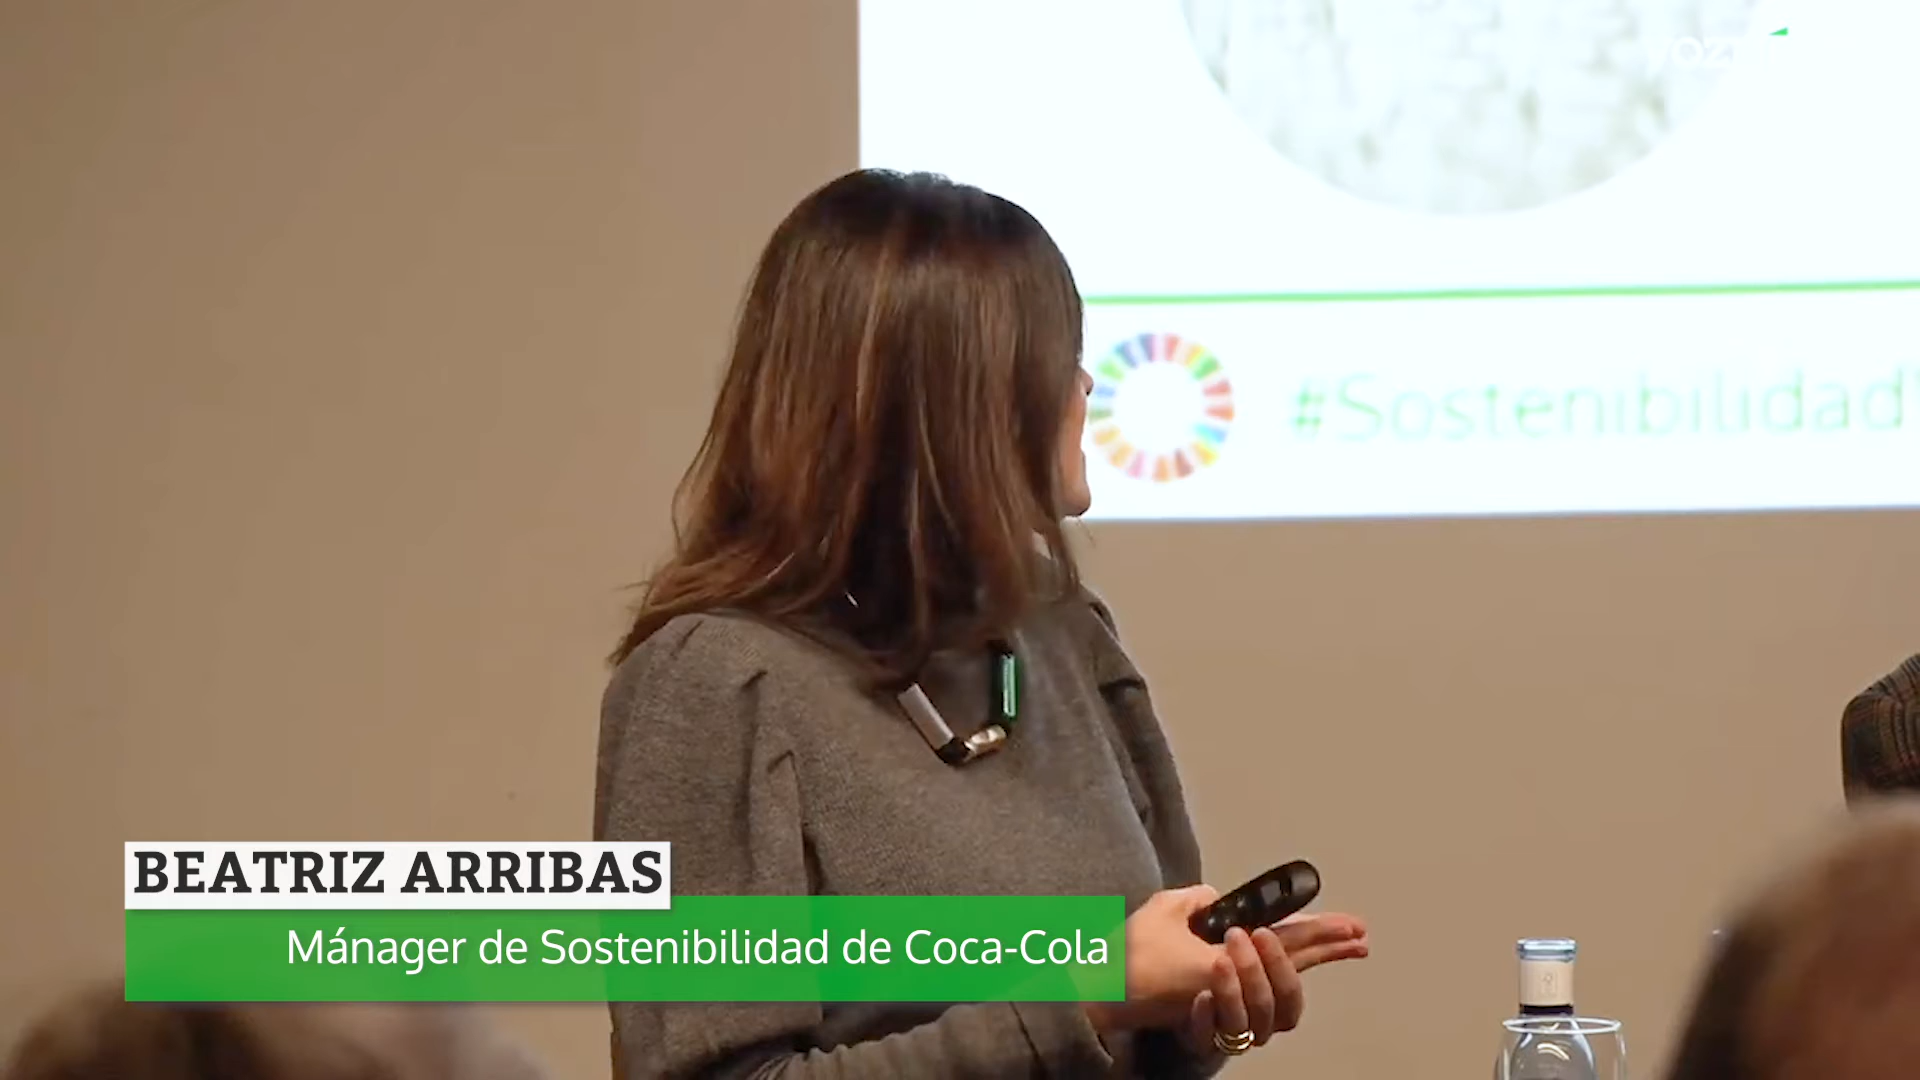 #Sostenibilidad
BEATRIZ ARRIBAS
Mánager de Sostenibilidad de Coca-Cola